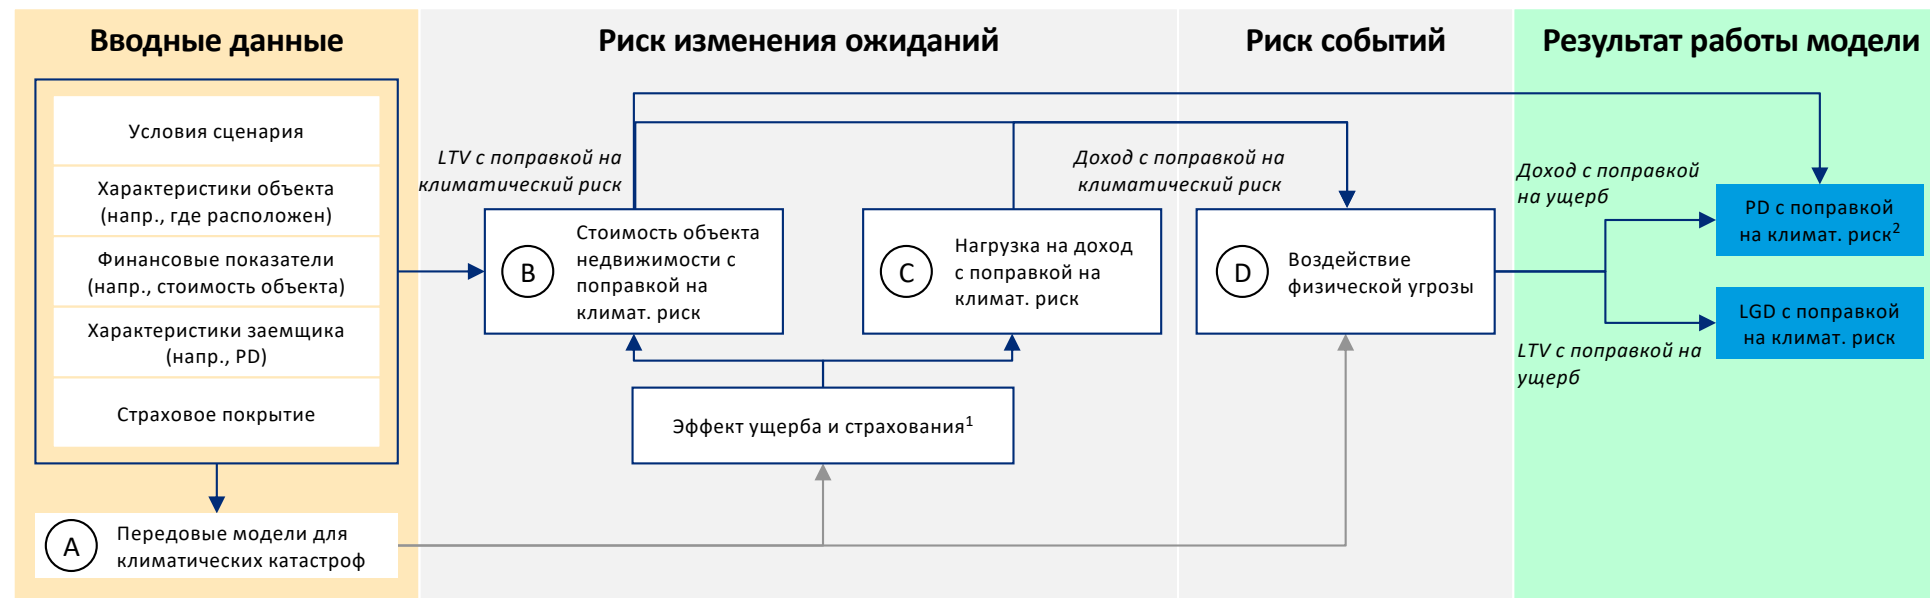 Вводные данные
Условия сценария
Характеристики объекта
(напр., где расположен)
Финансовые показатели
(напр., стоимость объекта)
Характеристики заемщика
(напр., PD)
Страховое покрытие
A
Передовые модели для
климатических катастроф
Риск изменения ожиданий
LTV с поправкой на
климатический риск
B
Стоимость объекта
недвижимости с
поправкой на
климат. риск
C
Нагрузка на доход
с поправкой на
климат. риск
Эффект ущерба и страхования¹
Доход с поправкой на
климатический риск
Риск событий
D
Воздействие
физической угрозы
Результат работы модели
Доход с поправкой
на ущерб
PD с поправкой
на климат. риск²
LGD с поправкой
на климат. риск
LTV с поправкой на
ущерб